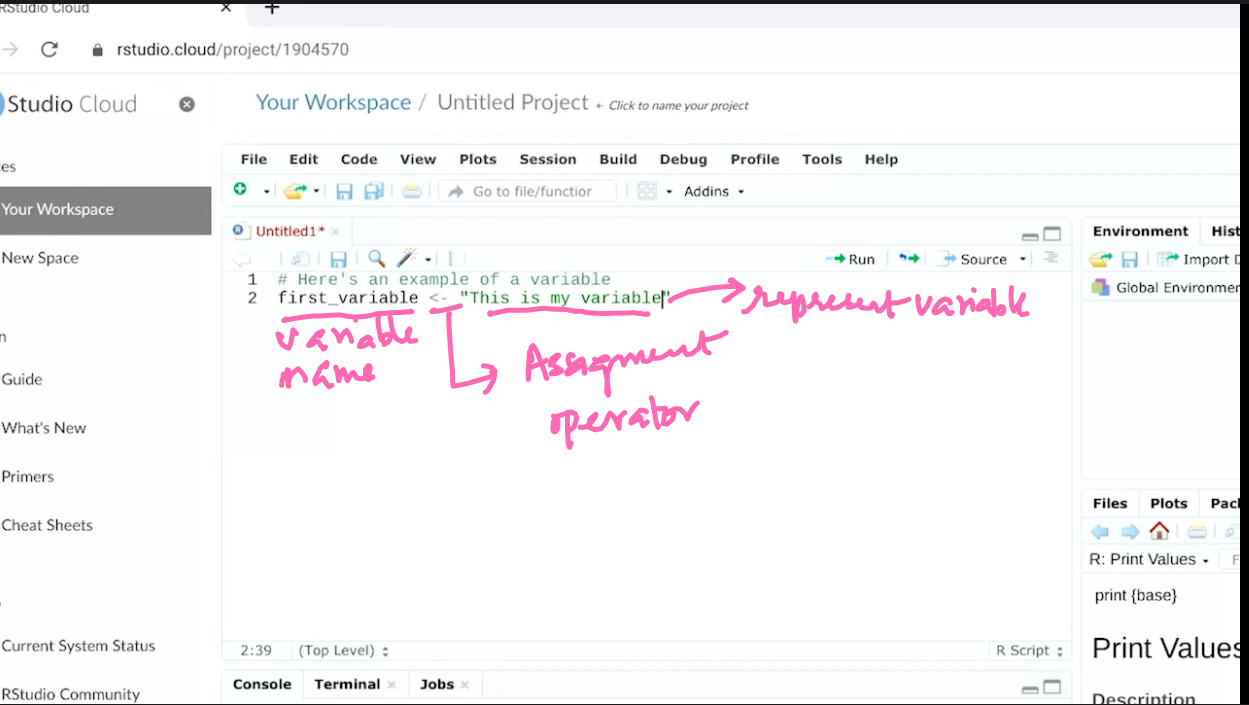 RStudio Cloud
rstudio.cloud/project/1904570
Studio Cloud
Your Workspace / Untitled Project ← Click to name your project
es
Your Workspace
New Space
n
Guide
What's New
Primers
Cheat Sheets
Current System Status
RStudio Community
File Edit Code View Plots Session Build Debug Profile Tools Help
Go to file/function Addins
Untitled1*
Run Source
1 # Here's an example of a variable
2 first_variable <- "This is my variable"
variable
name
Assignment
operator
represent variable
2:39 (Top Level) R Script
Console Terminal Jobs
Environment Hist
Import D
Global Environmen
Files Plots Pack
R: Print Values F
print {base}
Print Values
Description